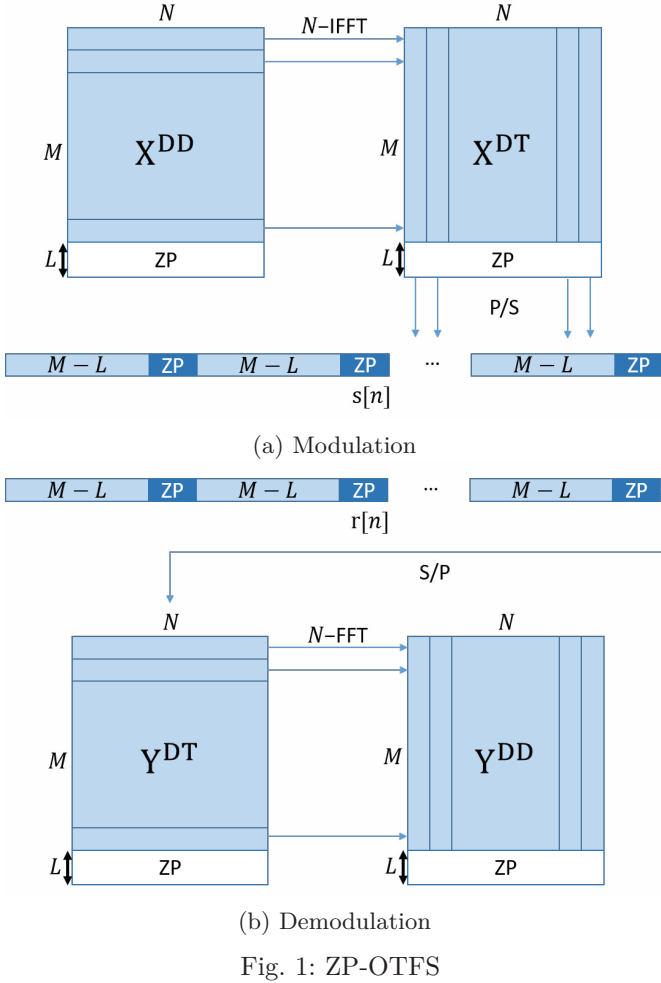 N N
N–IFFT
M X^DD M X^DT
L ZP L ZP
P/S
M − L ZP M − L ZP ... M − L ZP
s[n]
(a) Modulation
M − L ZP M − L ZP ... M − L ZP
r[n]
S/P
N N
N–FFT
M Y^DT M Y^DD
L ZP L ZP
(b) Demodulation
Fig. 1: ZP-OTFS